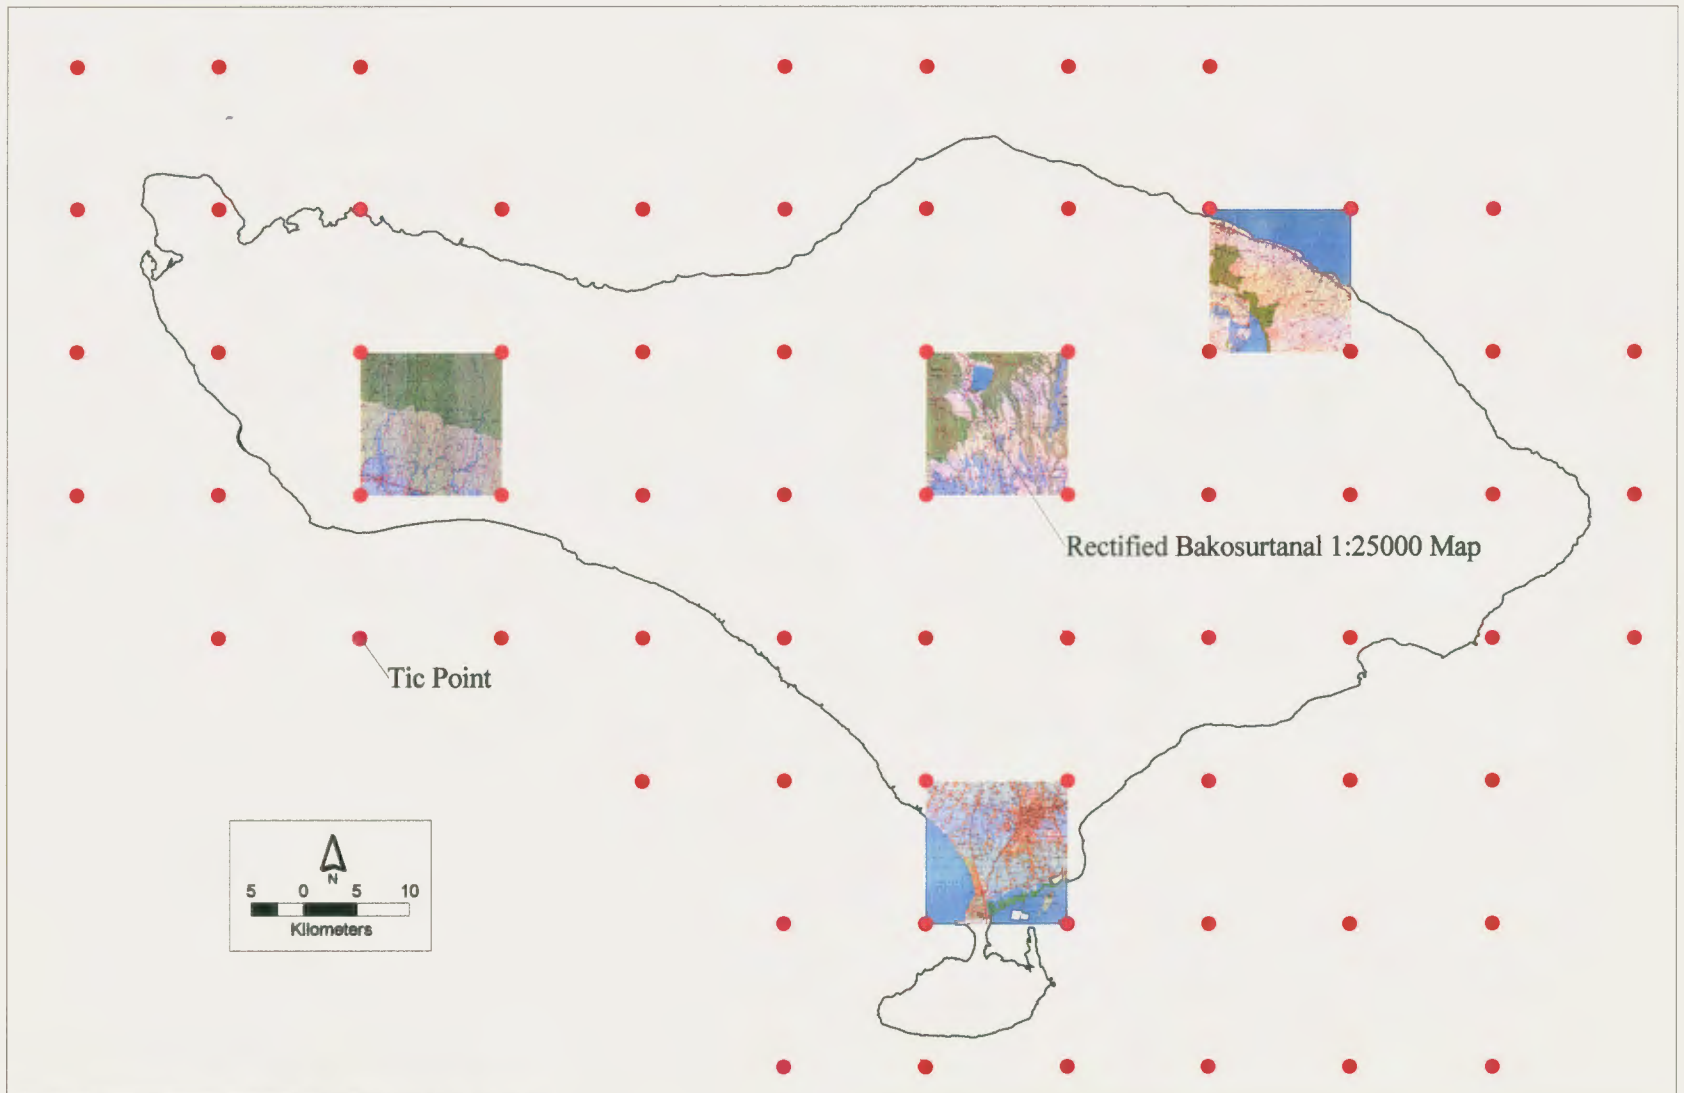 Rectified Bakosurtanal 1:25000 Map
Tic Point
N
5 0 5 10
Kilometers